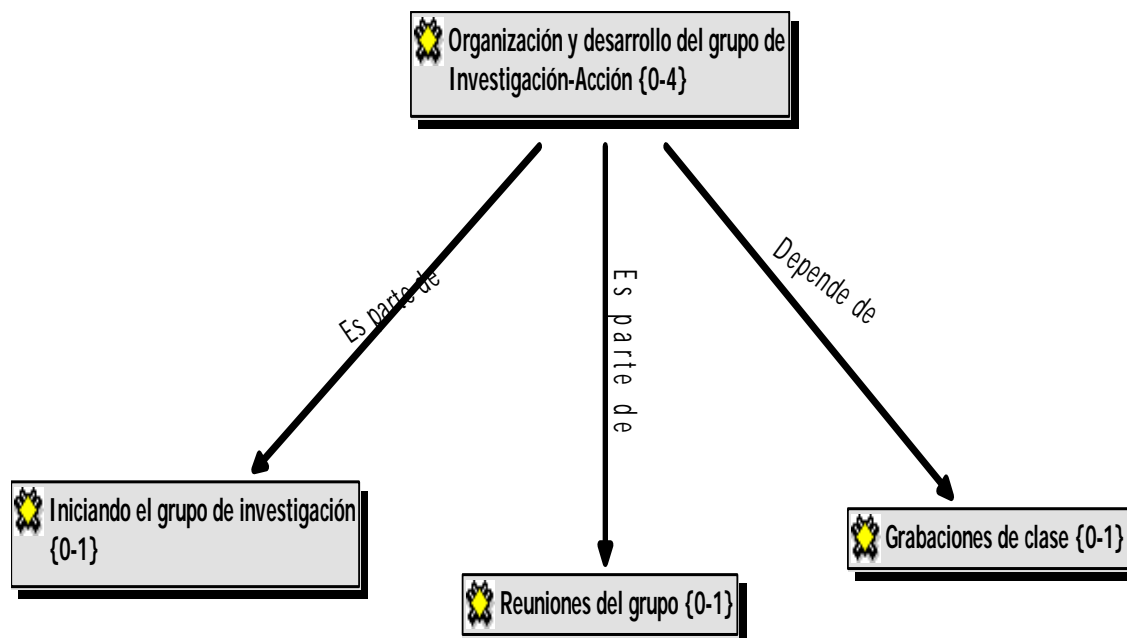 Organización y desarrollo del grupo de
Investigación-Acción {0-4}
Es parte de
Es parte de
Depende de
Iniciando el grupo de investigación
{0-1}
Reuniones del grupo {0-1}
Grabaciones de clase {0-1}